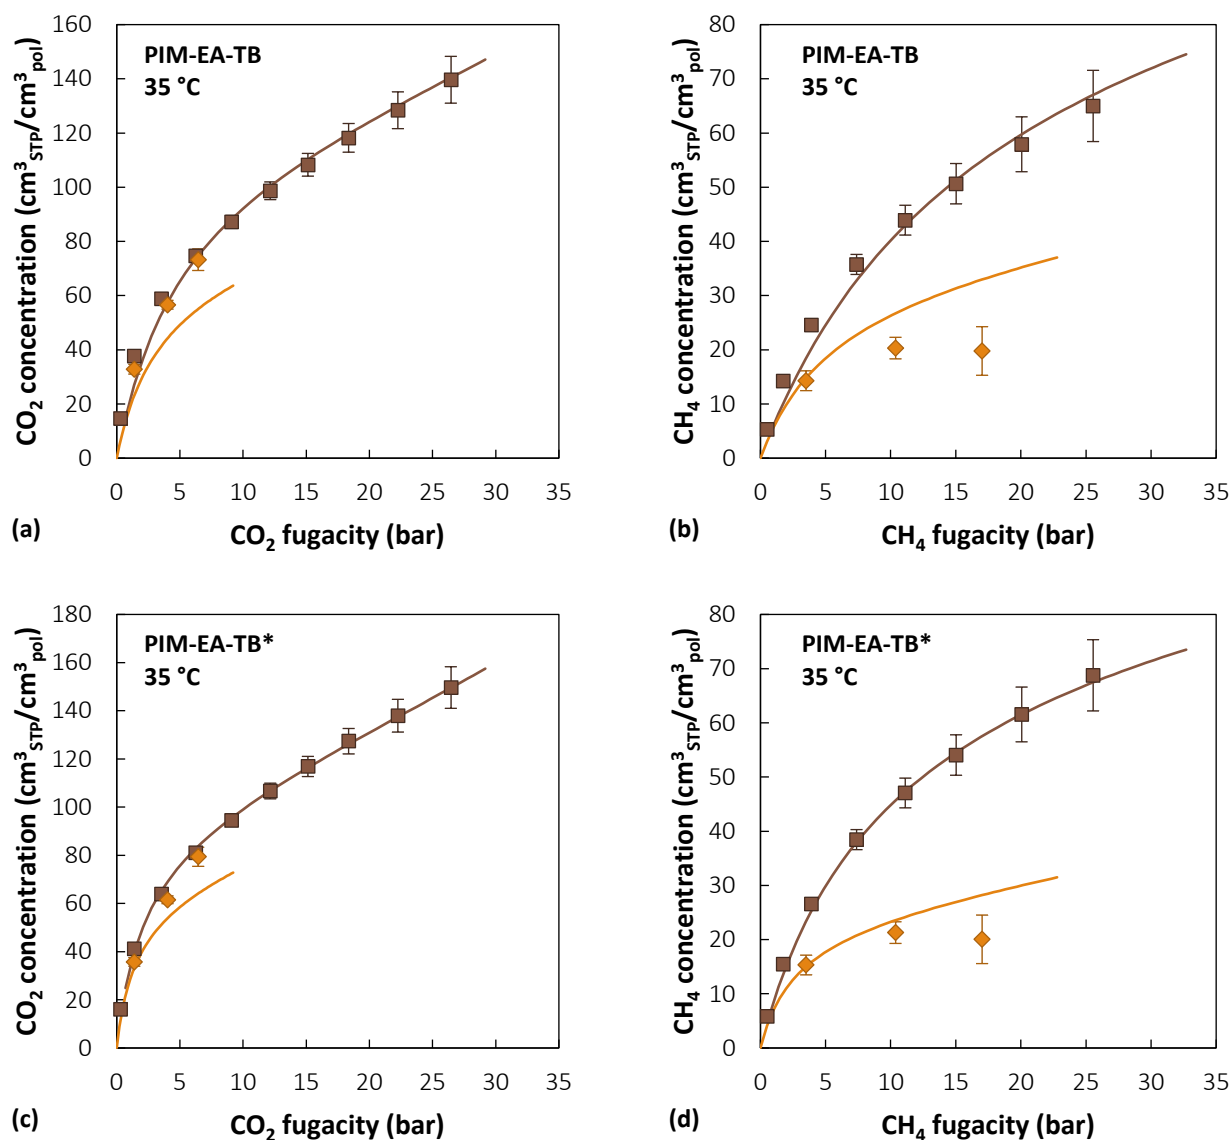 PIM-EA-TB
35 °C
CO₂ concentration (cm³STP/cm³pol)
160
140
120
100
80
60
40
20
0
0 5 10 15 20 25 30 35
(a) CO₂ fugacity (bar)
PIM-EA-TB
35 °C
CH₄ concentration (cm³STP/cm³pol)
80
70
60
50
40
30
20
10
0
0 5 10 15 20 25 30 35
(b) CH₄ fugacity (bar)
PIM-EA-TB*
35 °C
CO₂ concentration (cm³STP/cm³pol)
180
160
140
120
100
80
60
40
20
0
0 5 10 15 20 25 30 35
(c) CO₂ fugacity (bar)
PIM-EA-TB*
35 °C
CH₄ concentration (cm³STP/cm³pol)
80
70
60
50
40
30
20
10
0
0 5 10 15 20 25 30 35
(d) CH₄ fugacity (bar)